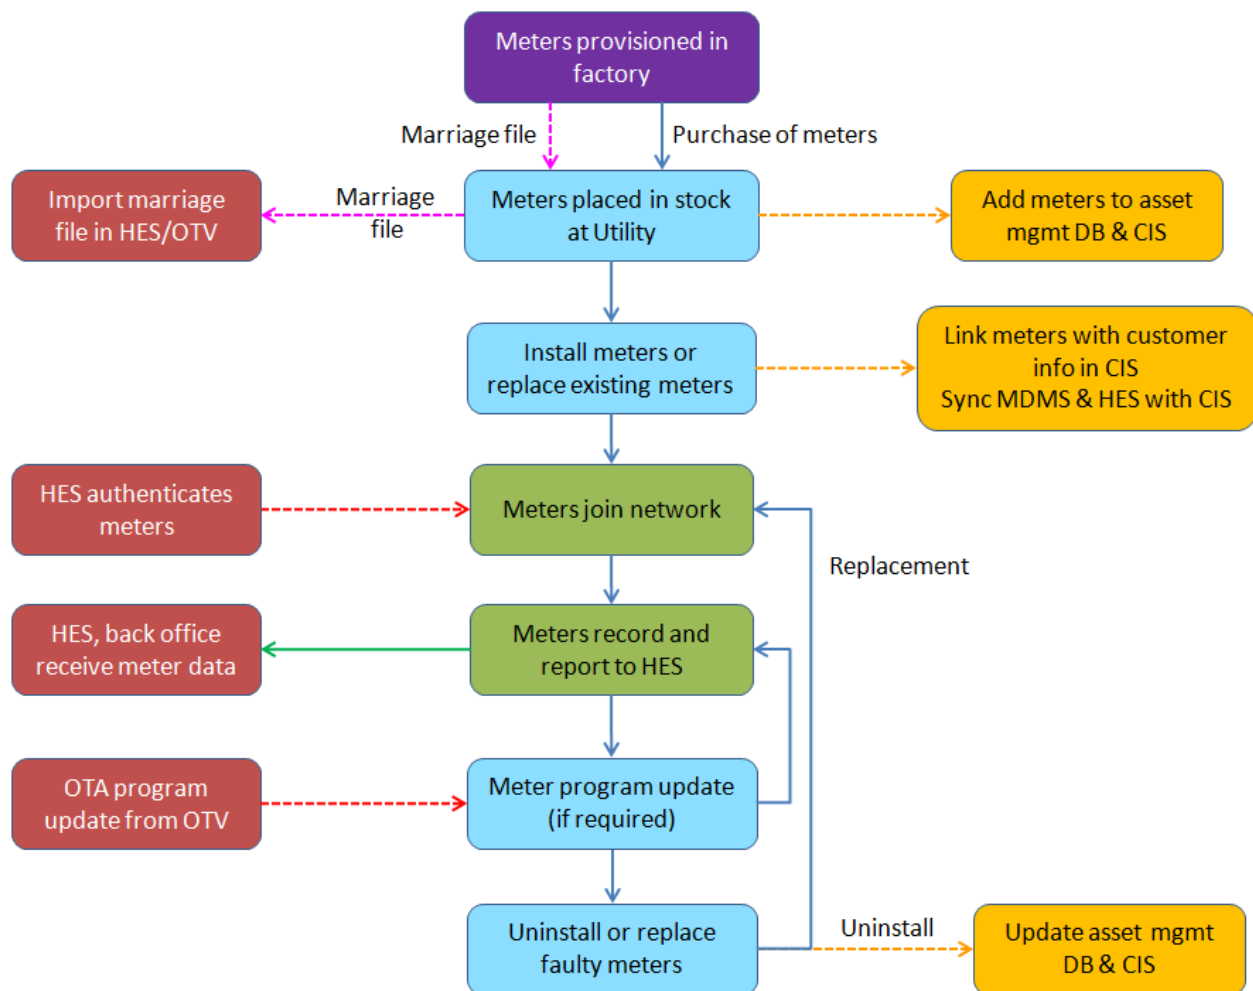 Meters provisioned in
factory
Marriage file
Purchase of meters
Import marriage
file in HES/OTV
Marriage
file
Meters placed in stock
at Utility
Add meters to asset
mgmt DB & CIS
Install meters or
replace existing meters
Link meters with customer
info in CIS
Sync MDMS & HES with CIS
HES authenticates
meters
Meters join network
Replacement
HES, back office
receive meter data
Meters record and
report to HES
OTA program
update from OTV
Meter program update
(if required)
Uninstall or replace
faulty meters
Uninstall
Update asset mgmt
DB & CIS